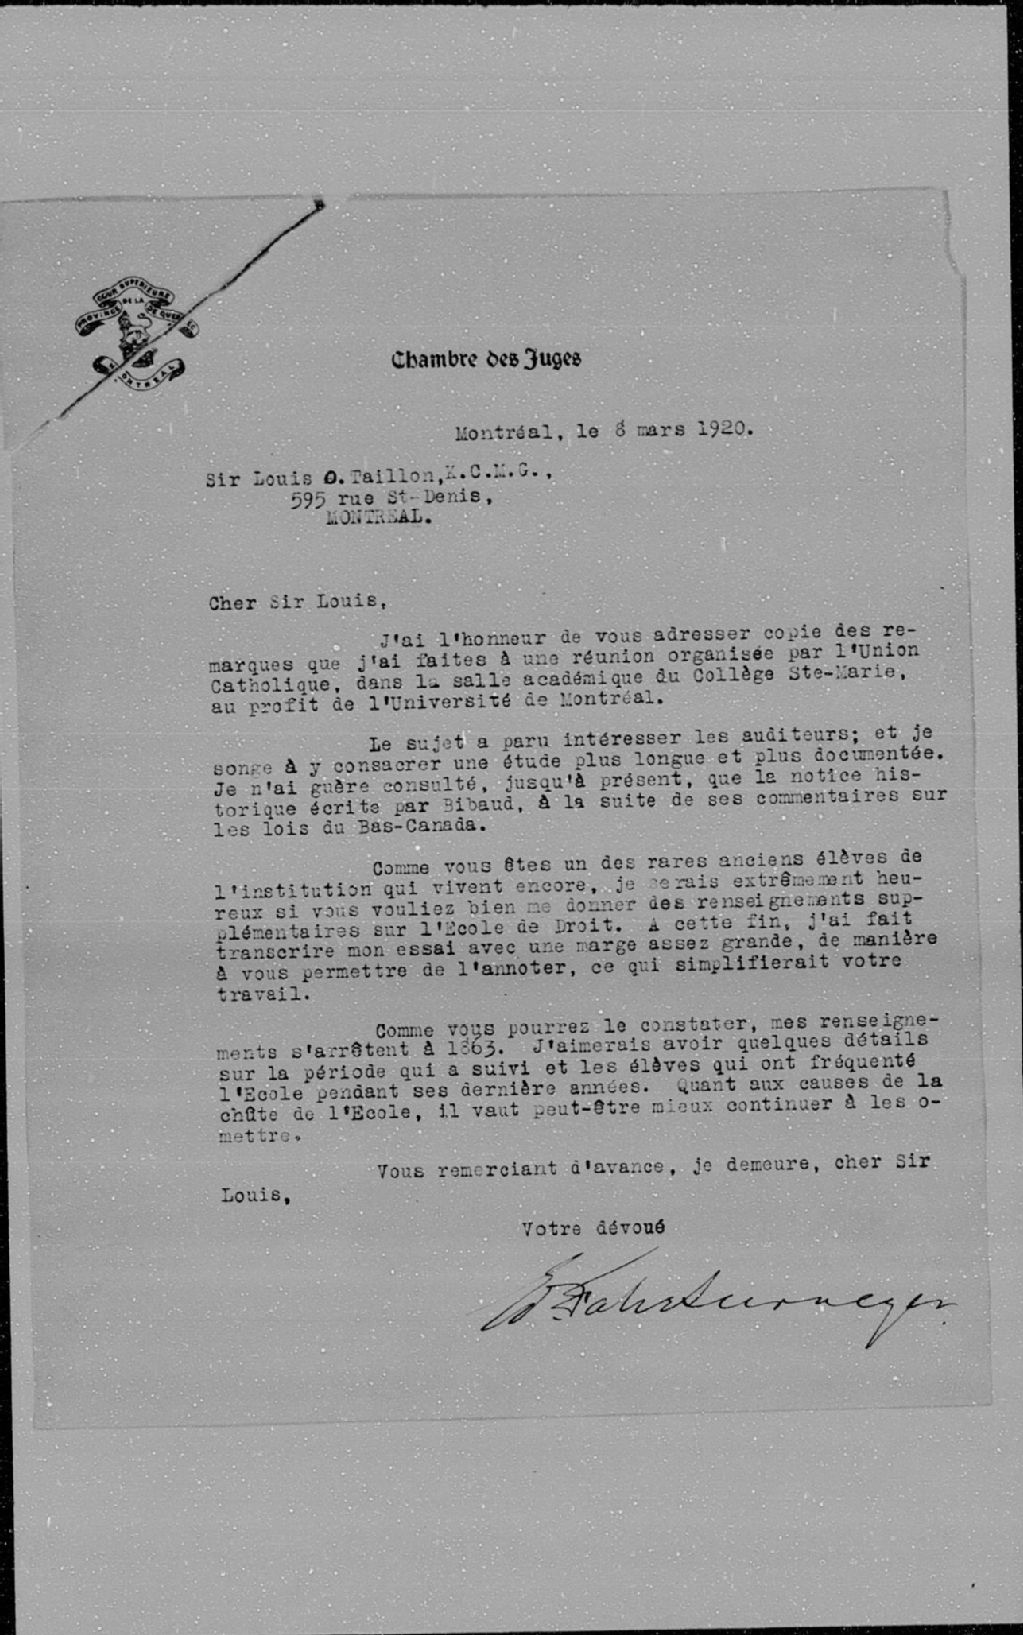 COUR SUPERIEURE
DE LA
PROVINCE DE QUEBEC
MONTREAL
Chambre des Juges
Montréal, le 8 mars 1920.
Sir Louis O. Taillon,K.C.M.G.,
595 rue St-Denis,
MONTREAL.
Cher Sir Louis,
J'ai l'honneur de vous adresser copie des re-
marques que j'ai faites à une réunion organisée par l'Union
Catholique, dans la salle académique du Collège Ste-Marie,
au profit de l'Université de Montréal.
Le sujet a paru intéresser les auditeurs; et je
songe à y consacrer une étude plus longue et plus documentée.
Je n'ai guère consulté, jusqu'à présent, que la notice his-
torique écrite par Bibaud, à la suite de ses commentaires sur
les lois du Bas-Canada.
Comme vous êtes un des rares anciens élèves de
l'institution qui vivent encore, je serais extrêmement heu-
reux si vous vouliez bien me donner des renseignements sup-
plémentaires sur l'Ecole de Droit. A cette fin, j'ai fait
transcrire mon essai avec une marge assez grande, de manière
à vous permettre de l'annoter, ce qui simplifierait votre
travail.
Comme vous pourrez le constater, mes renseigne-
ments s'arrêtent à 1863. J'aimerais avoir quelques détails
sur la période qui a suivi et les élèves qui ont fréquenté
l'Ecole pendant ses dernière années. Quant aux causes de la
chûte de l'Ecole, il vaut peut-être mieux continuer à les o-
mettre.
Vous remerciant d'avance, je demeure, cher Sir
Louis,
Votre dévoué